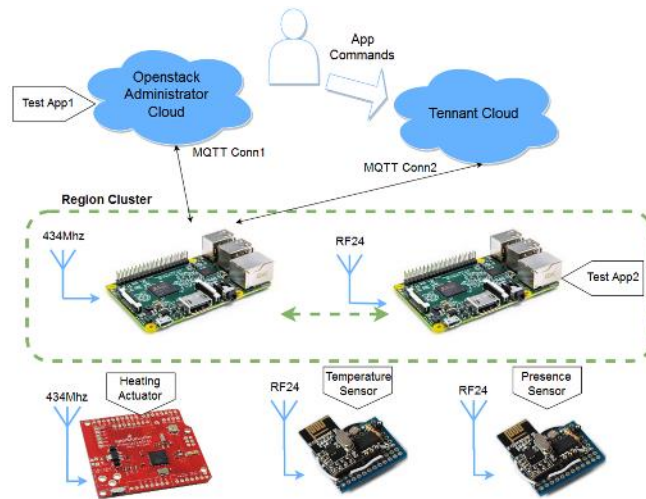 App
Commands
Openstack
Administrator
Cloud
Test App1
Tennant Cloud
MQTT Conn1
MQTT Conn2
Region Cluster
434Mhz
RF24
Test App2
Heating
Actuator
Temperature
Sensor
Presence
Sensor
434Mhz
RF24
RF24